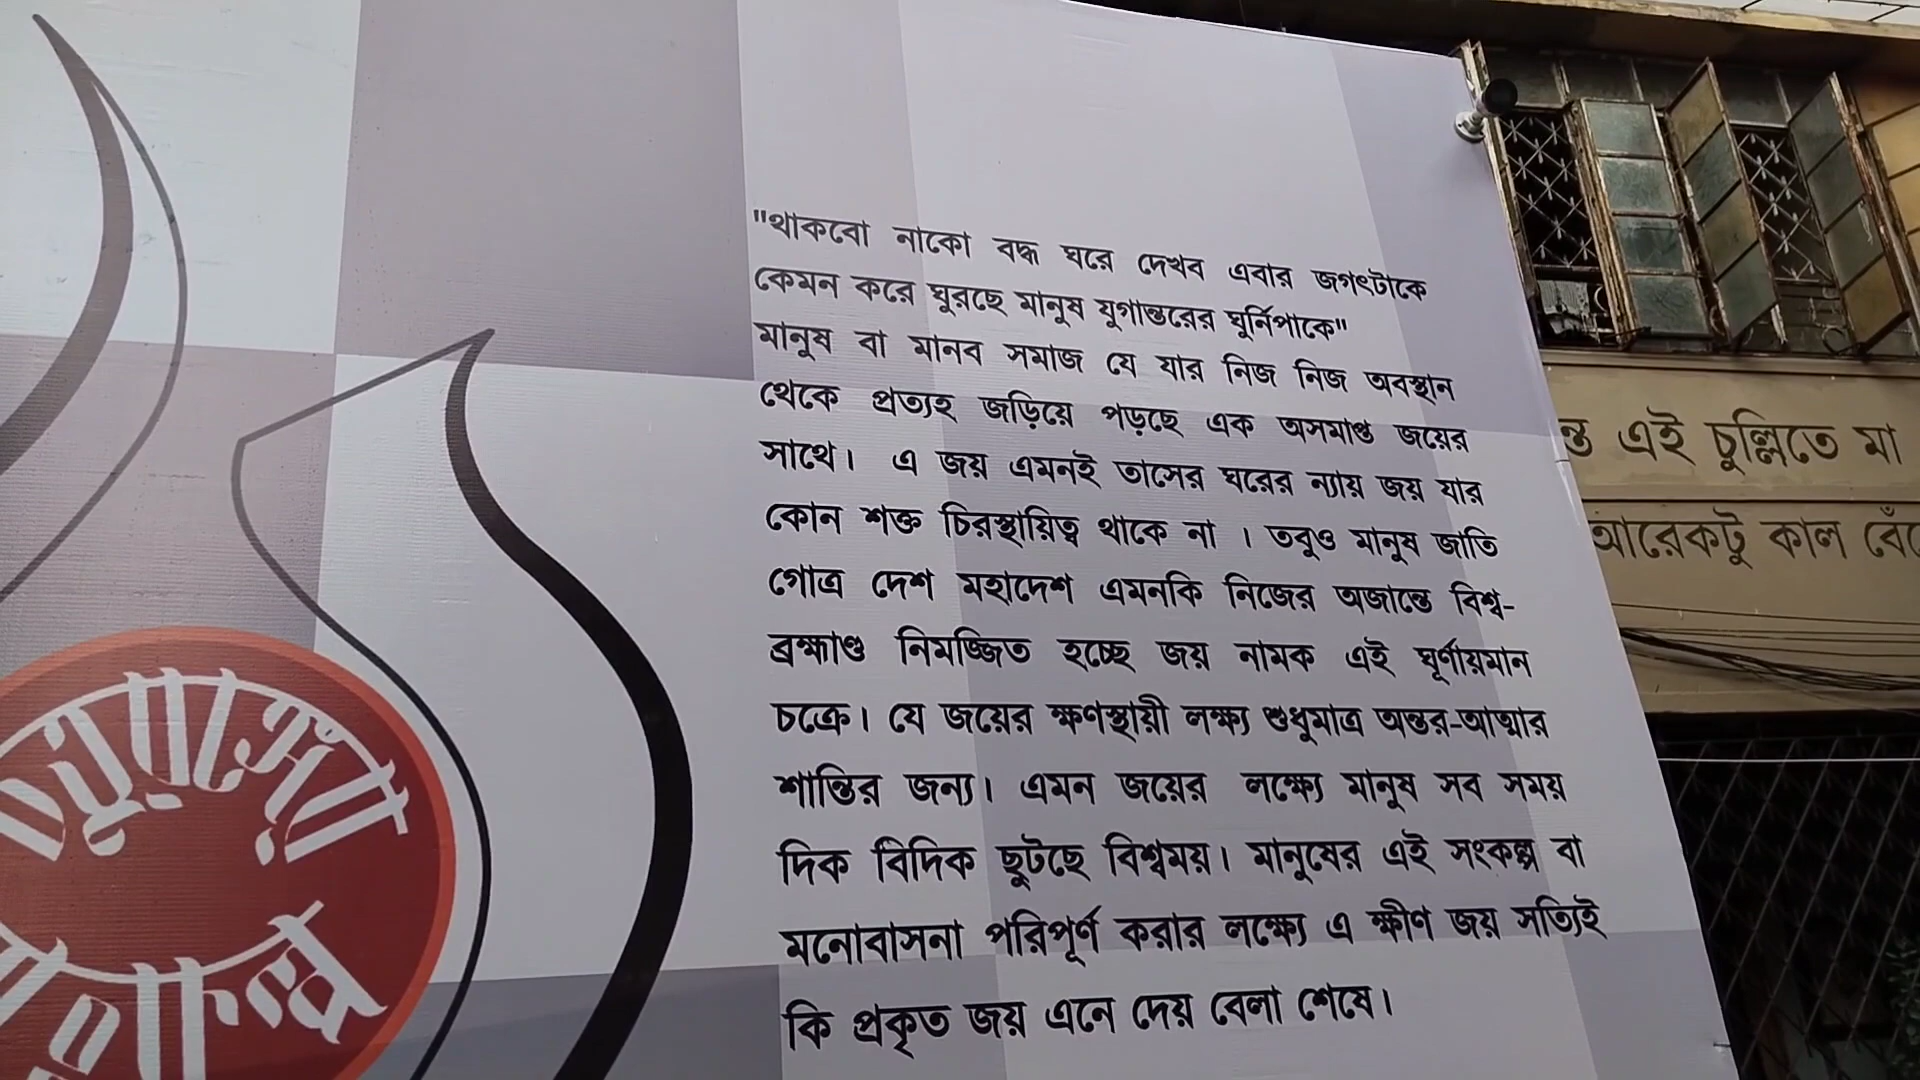 "থাকবো নাকো বদ্ধ ঘরে দেখব এবার জগৎটাকে
কেমন করে ঘুরছে মানুষ যুগান্তরের ঘুর্নিপাকে"
মানুষ বা মানব সমাজ যে যার নিজ নিজ অবস্থান
থেকে প্রত্যহ জড়িয়ে পড়ছে এক অসমাপ্ত জয়ের
সাথে। এ জয় এমনই তাসের ঘরের ন্যায় জয় যার
কোন শক্ত চিরস্থায়িত্ব থাকে না । তবুও মানুষ জাতি
গোত্র দেশ মহাদেশ এমনকি নিজের অজান্তে বিশ্ব-
ব্রহ্মাণ্ড নিমজ্জিত হচ্ছে জয় নামক এই ঘূর্ণায়মান
চক্রে। যে জয়ের ক্ষণস্থায়ী লক্ষ্য শুধুমাত্র অন্তর-আত্মার
শান্তির জন্য। এমন জয়ের লক্ষ্যে মানুষ সব সময়
দিক বিদিক ছুটছে বিশ্বময়। মানুষের এই সংকল্প বা
মনোবাসনা পরিপূর্ণ করার লক্ষ্যে এ ক্ষীণ জয় সত্যিই
কি প্রকৃত জয় এনে দেয় বেলা শেষে।
এই চুল্লিতে মা
আরেকটু কাল